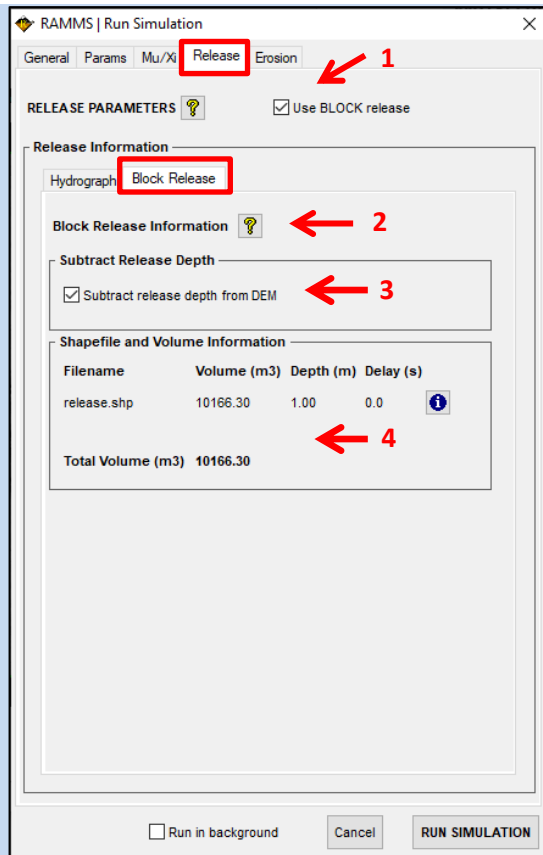 RAMMS | Run Simulation
General Params Mu/Xi Release Erosion
1
RELEASE PARAMETERS ? Use BLOCK release
Release Information
Hydrograph Block Release
Block Release Information ? 2
Subtract Release Depth
Subtract release depth from DEM 3
Shapefile and Volume Information
Filename Volume (m3) Depth (m) Delay (s)
release.shp 10166.30 1.00 0.0 i
4
Total Volume (m3) 10166.30
Run in background Cancel RUN SIMULATION